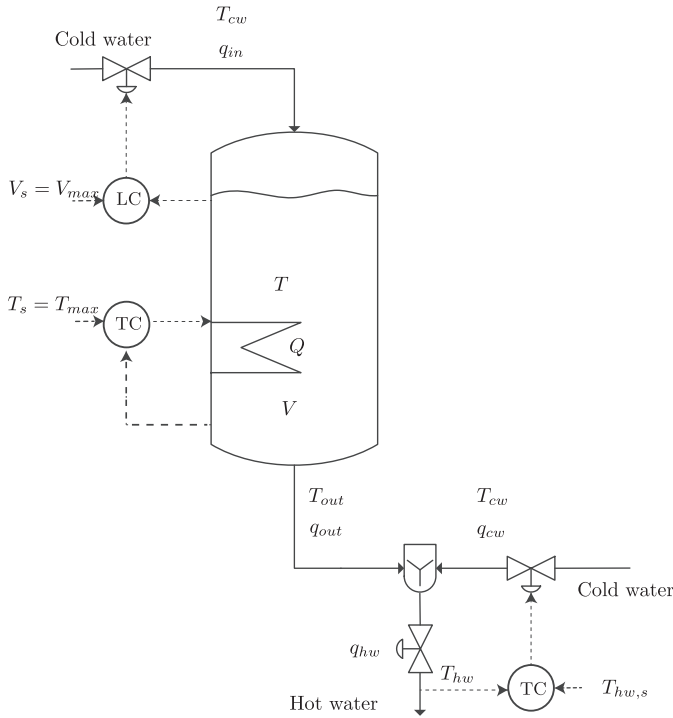 T_{cw}
Cold water
q_{in}
V_s = V_{max}
LC
T
T_s = T_{max}
TC
Q
V
T_{out}
T_{cw}
q_{out}
q_{cw}
Cold water
q_{hw}
T_{hw}
TC
T_{hw,s}
Hot water